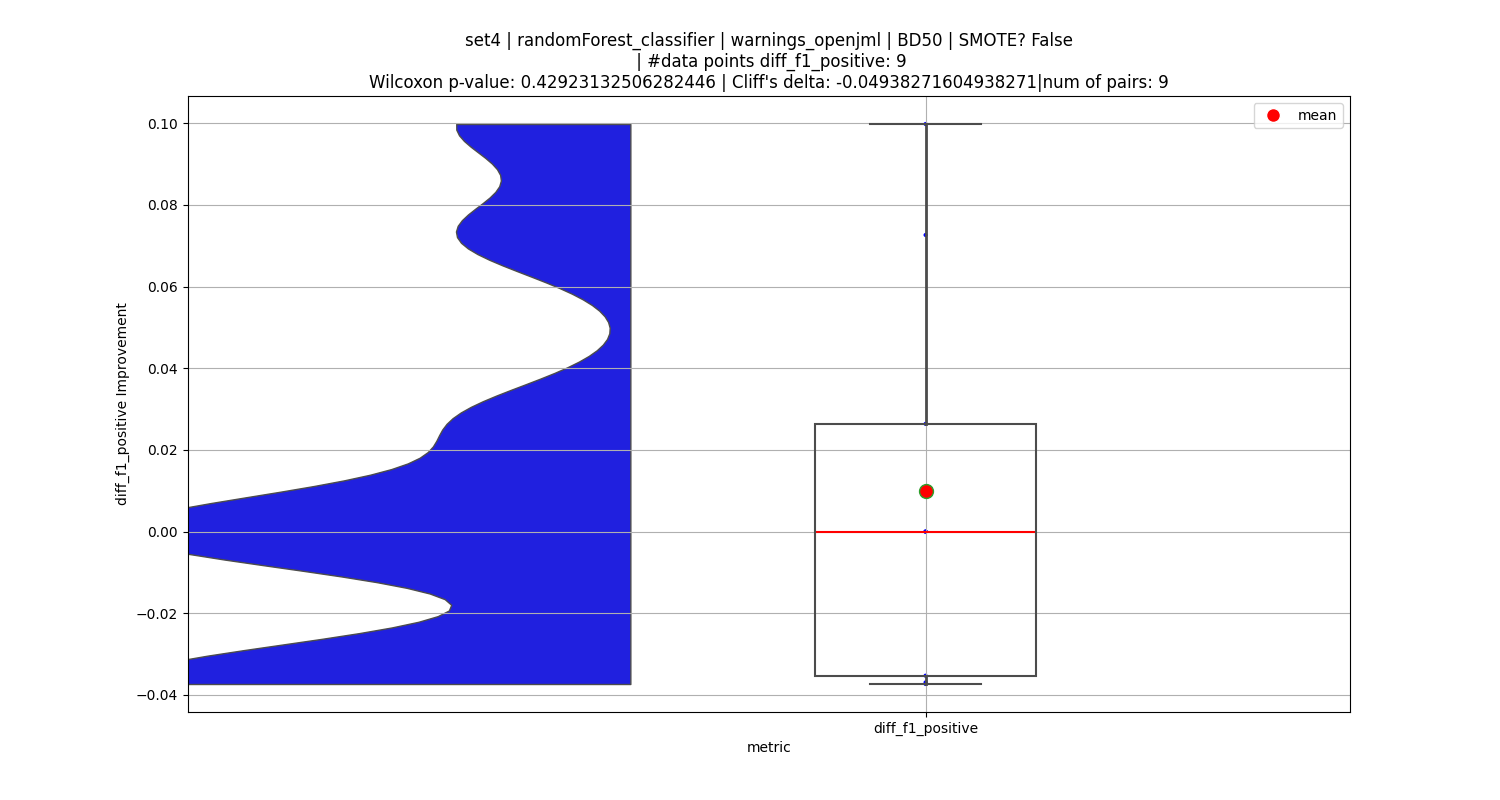 set4 | randomForest_classifier | warnings_openjml | BD50 | SMOTE? False
| #data points diff_f1_positive: 9
Wilcoxon p-value: 0.42923132506282446 | Cliff's delta: -0.04938271604938271|num of pairs: 9
mean
0.10
0.08
0.06
0.04
0.02
0.00
−0.02
−0.04
diff_f1_positive Improvement
diff_f1_positive
metric